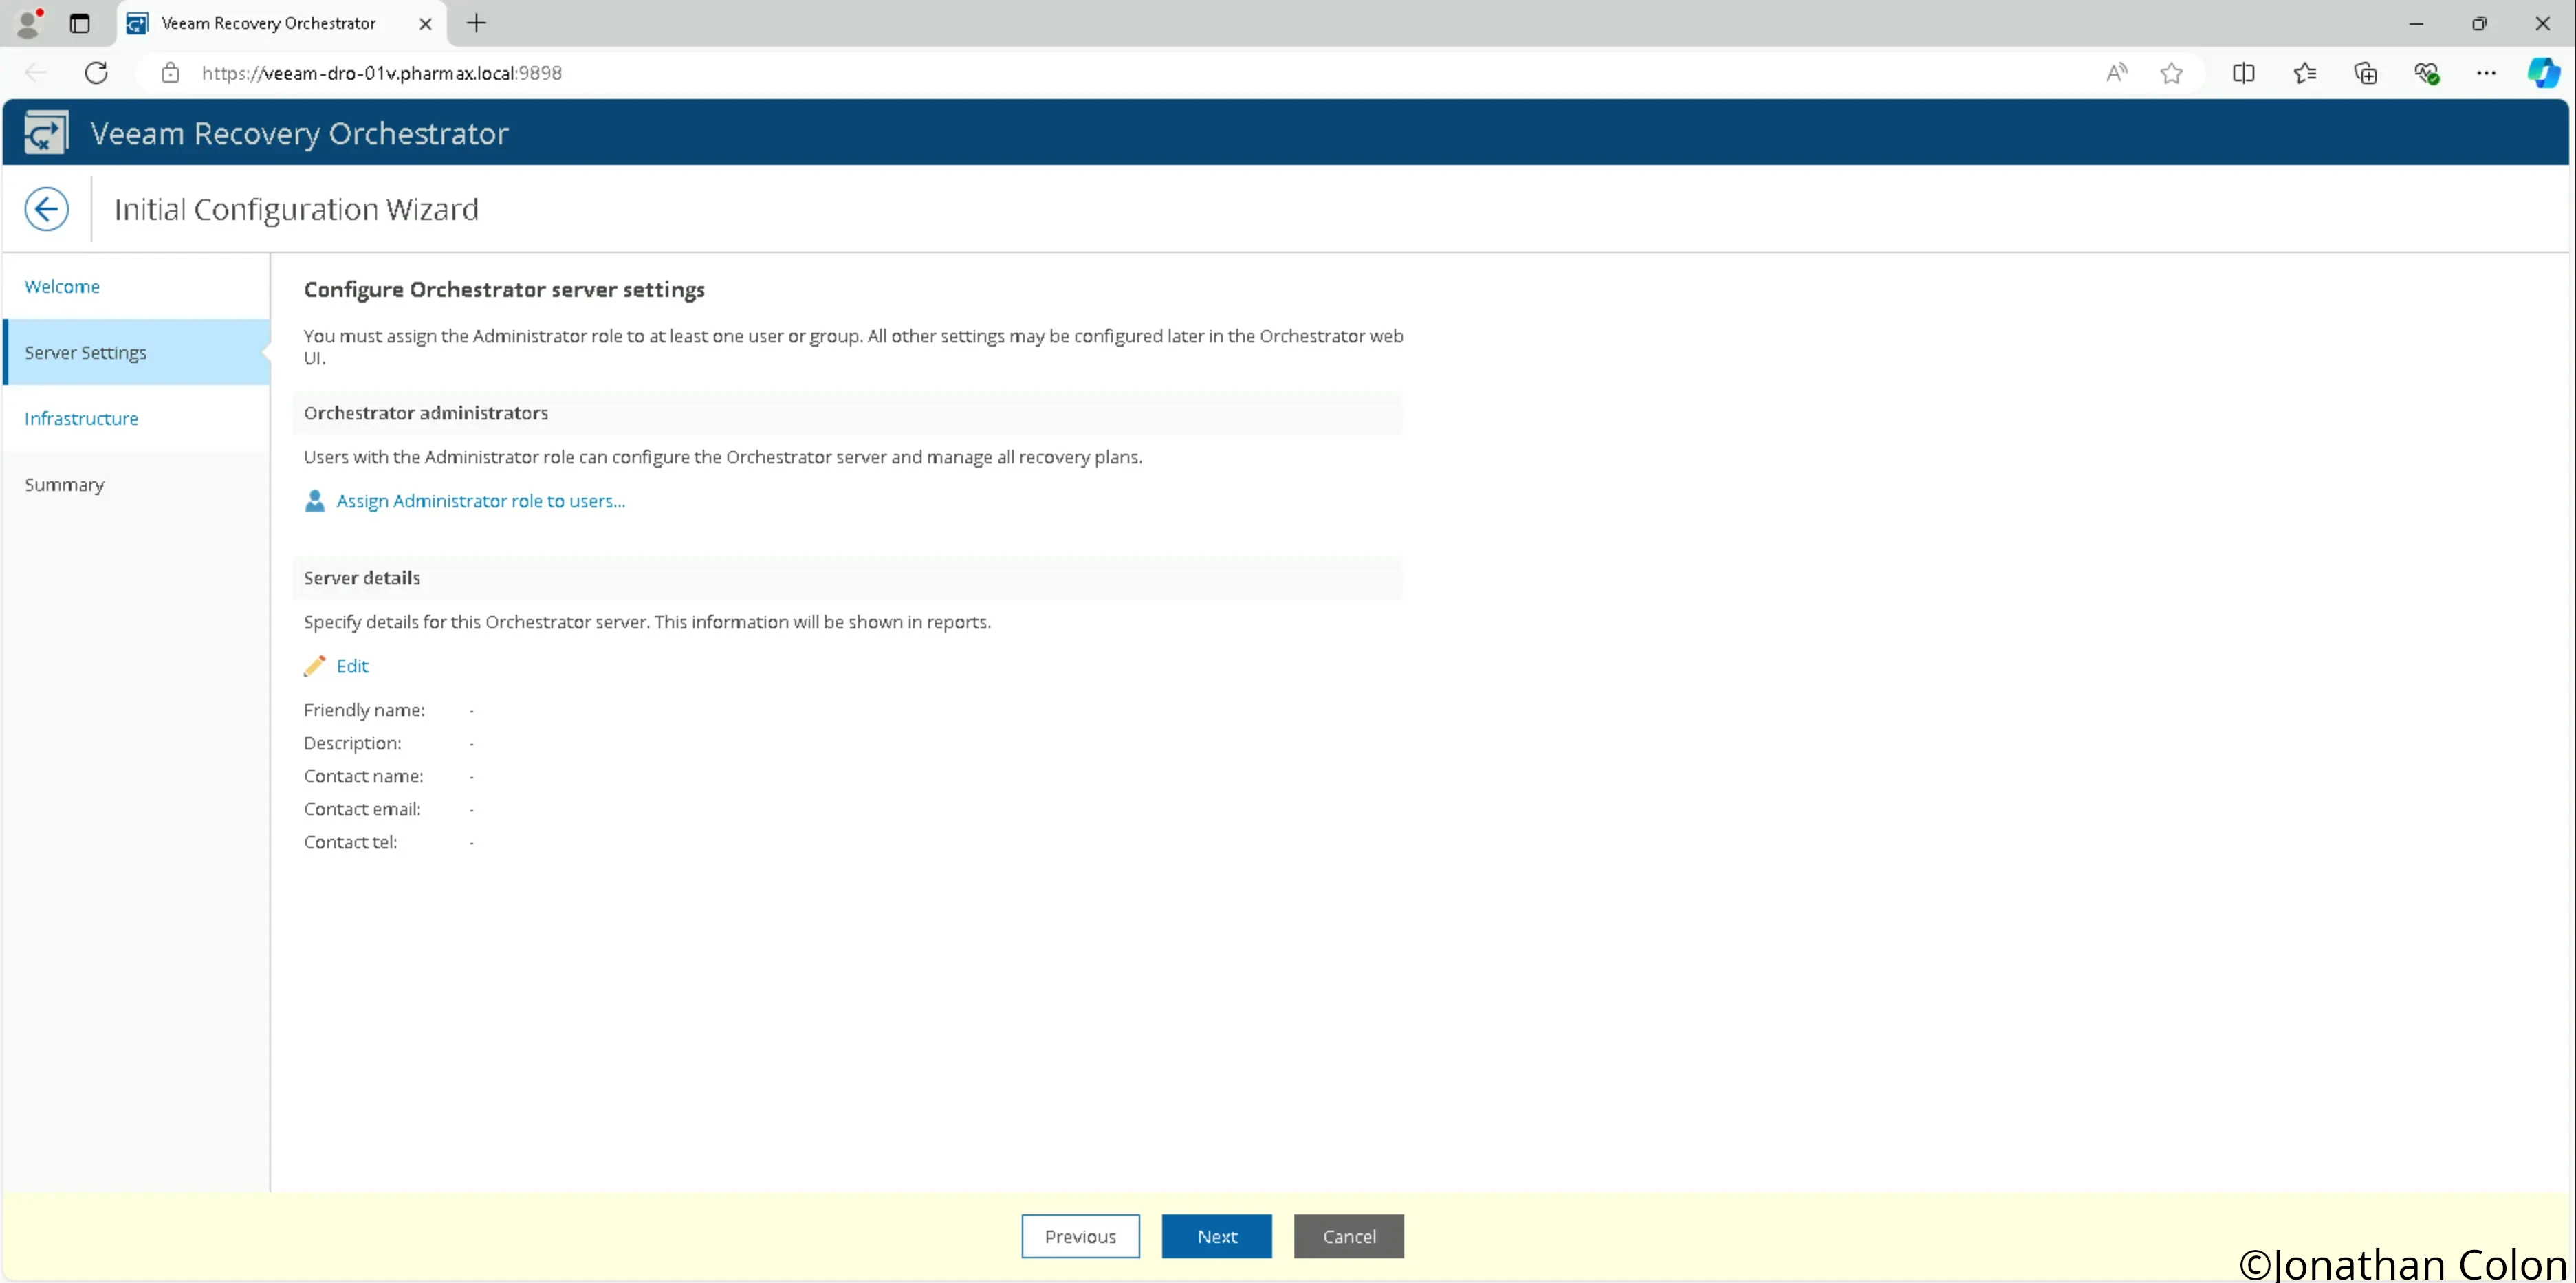 Veeam Recovery Orchestrator
https://veeam-dro-01v.pharmax.local:9898
Veeam Recovery Orchestrator
Initial Configuration Wizard
Welcome
Server Settings
Infrastructure
Summary
Configure Orchestrator server settings
You must assign the Administrator role to at least one user or group. All other settings may be configured later in the Orchestrator web
UI.
Orchestrator administrators
Users with the Administrator role can configure the Orchestrator server and manage all recovery plans.
Assign Administrator role to users...
Server details
Specify details for this Orchestrator server. This information will be shown in reports.
Edit
Friendly name: -
Description: -
Contact name: -
Contact email: -
Contact tel: -
Previous Next Cancel
©Jonathan Colon